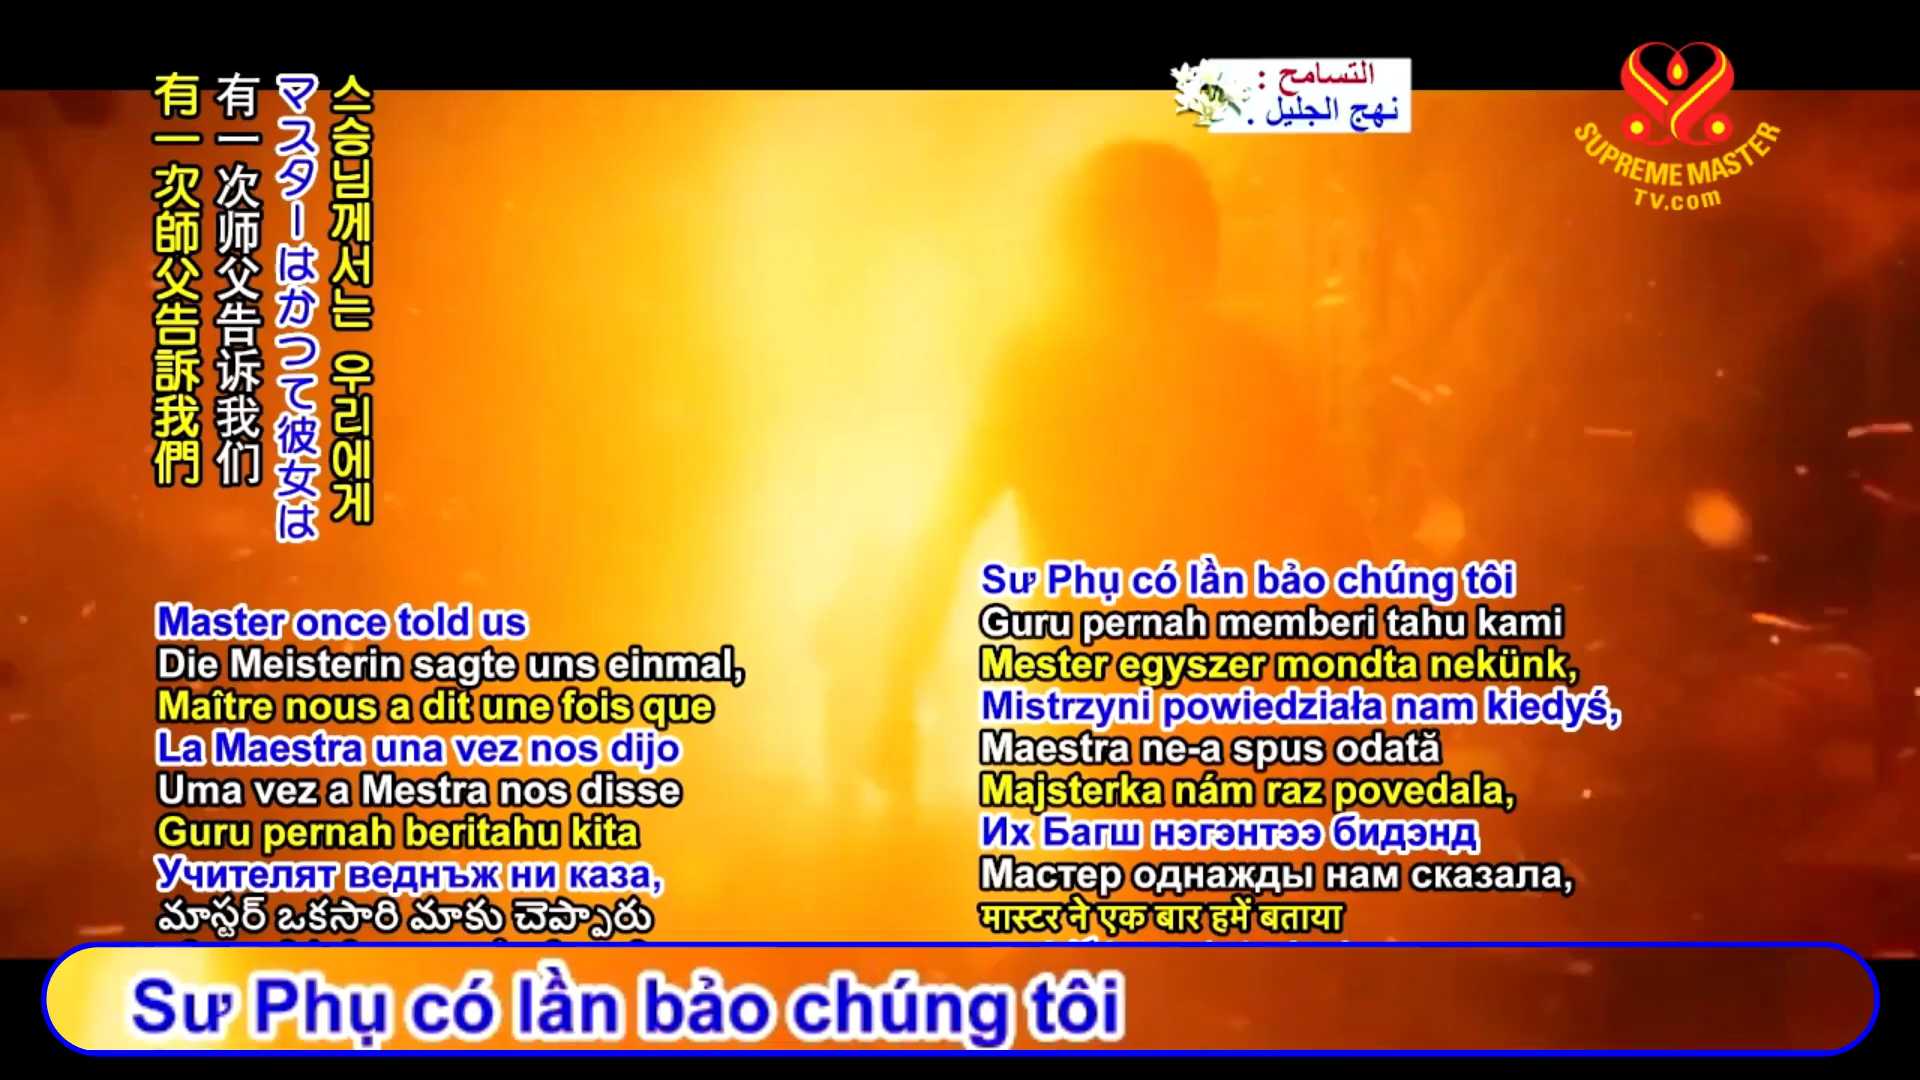 有一次師父告訴我們
有一次师父告诉我们
マスターはかつて彼女は
스승님께서는 우리에게
التسامح :
نهج الجليل .
SUPREME MASTER
TV.com
Master once told us
Die Meisterin sagte uns einmal,
Maître nous a dit une fois que
La Maestra una vez nos dijo
Uma vez a Mestra nos disse
Guru pernah beritahu kita
Учителят веднъж ни каза,
మాస్టర్ ఒకసారి మాకు చెప్పారు
Sư Phụ có lần bảo chúng tôi
Guru pernah memberi tahu kami
Mester egyszer mondta nekünk,
Mistrzyni powiedziała nam kiedyś,
Maestra ne-a spus odată
Majsterka nám raz povedala,
Их Багш нэгэнтээ бидэнд
Мастер однажды нам сказала,
मास्टर ने एक बार हमें बताया
Sư Phụ có lần bảo chúng tôi